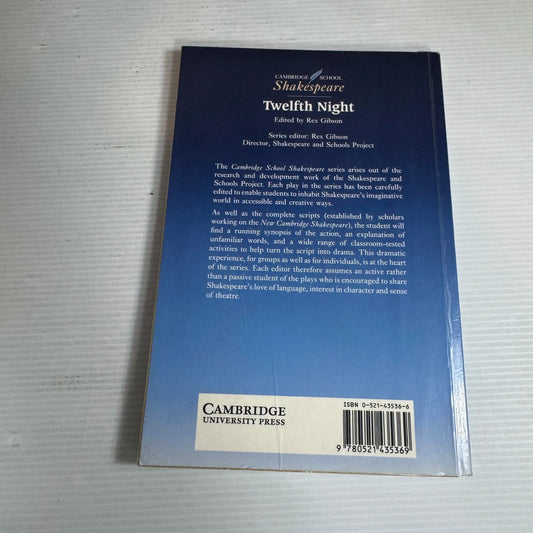 CAMBRIDGE SCHOOL
Shakespeare
Twelfth Night
Edited by Rex Gibson
Series editor: Rex Gibson
Director, Shakespeare and Schools Project
The Cambridge School Shakespeare series arises out of the
research and development work of the Shakespeare and
Schools Project. Each play in the series has been carefully
edited to enable students to inhabit Shakespeare's imaginative
world in accessible and creative ways.
As well as the complete scripts (established by scholars
working on the New Cambridge Shakespeare), the student will
find a running synopsis of the action, an explanation of
unfamiliar words, and a wide range of classroom-tested
activities to help turn the script into drama. This dramatic
experience, for groups as well as for individuals, is at the heart
of the series. Each editor therefore assumes an active rather
than a passive student of the plays who is encouraged to share
Shakespeare's love of language, interest in character and sense
of theatre.
CAMBRIDGE
UNIVERSITY PRESS
ISBN 0-521-43536-6
9 780521 435369